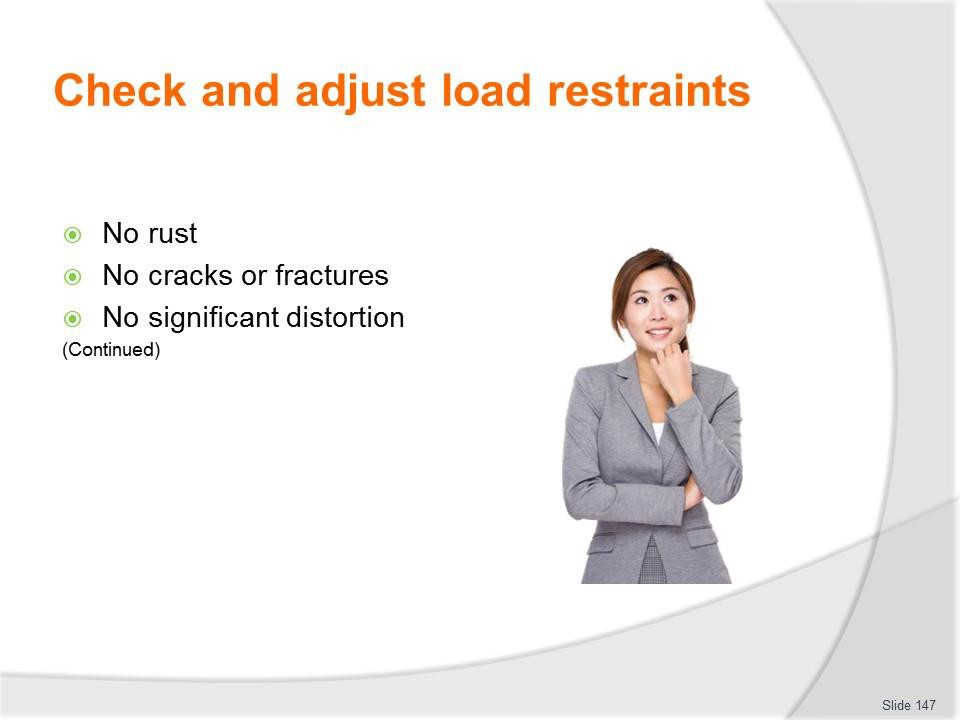 Check and adjust load restraints
No rust
No cracks or fractures
No significant distortion
(Continued)
Slide 147